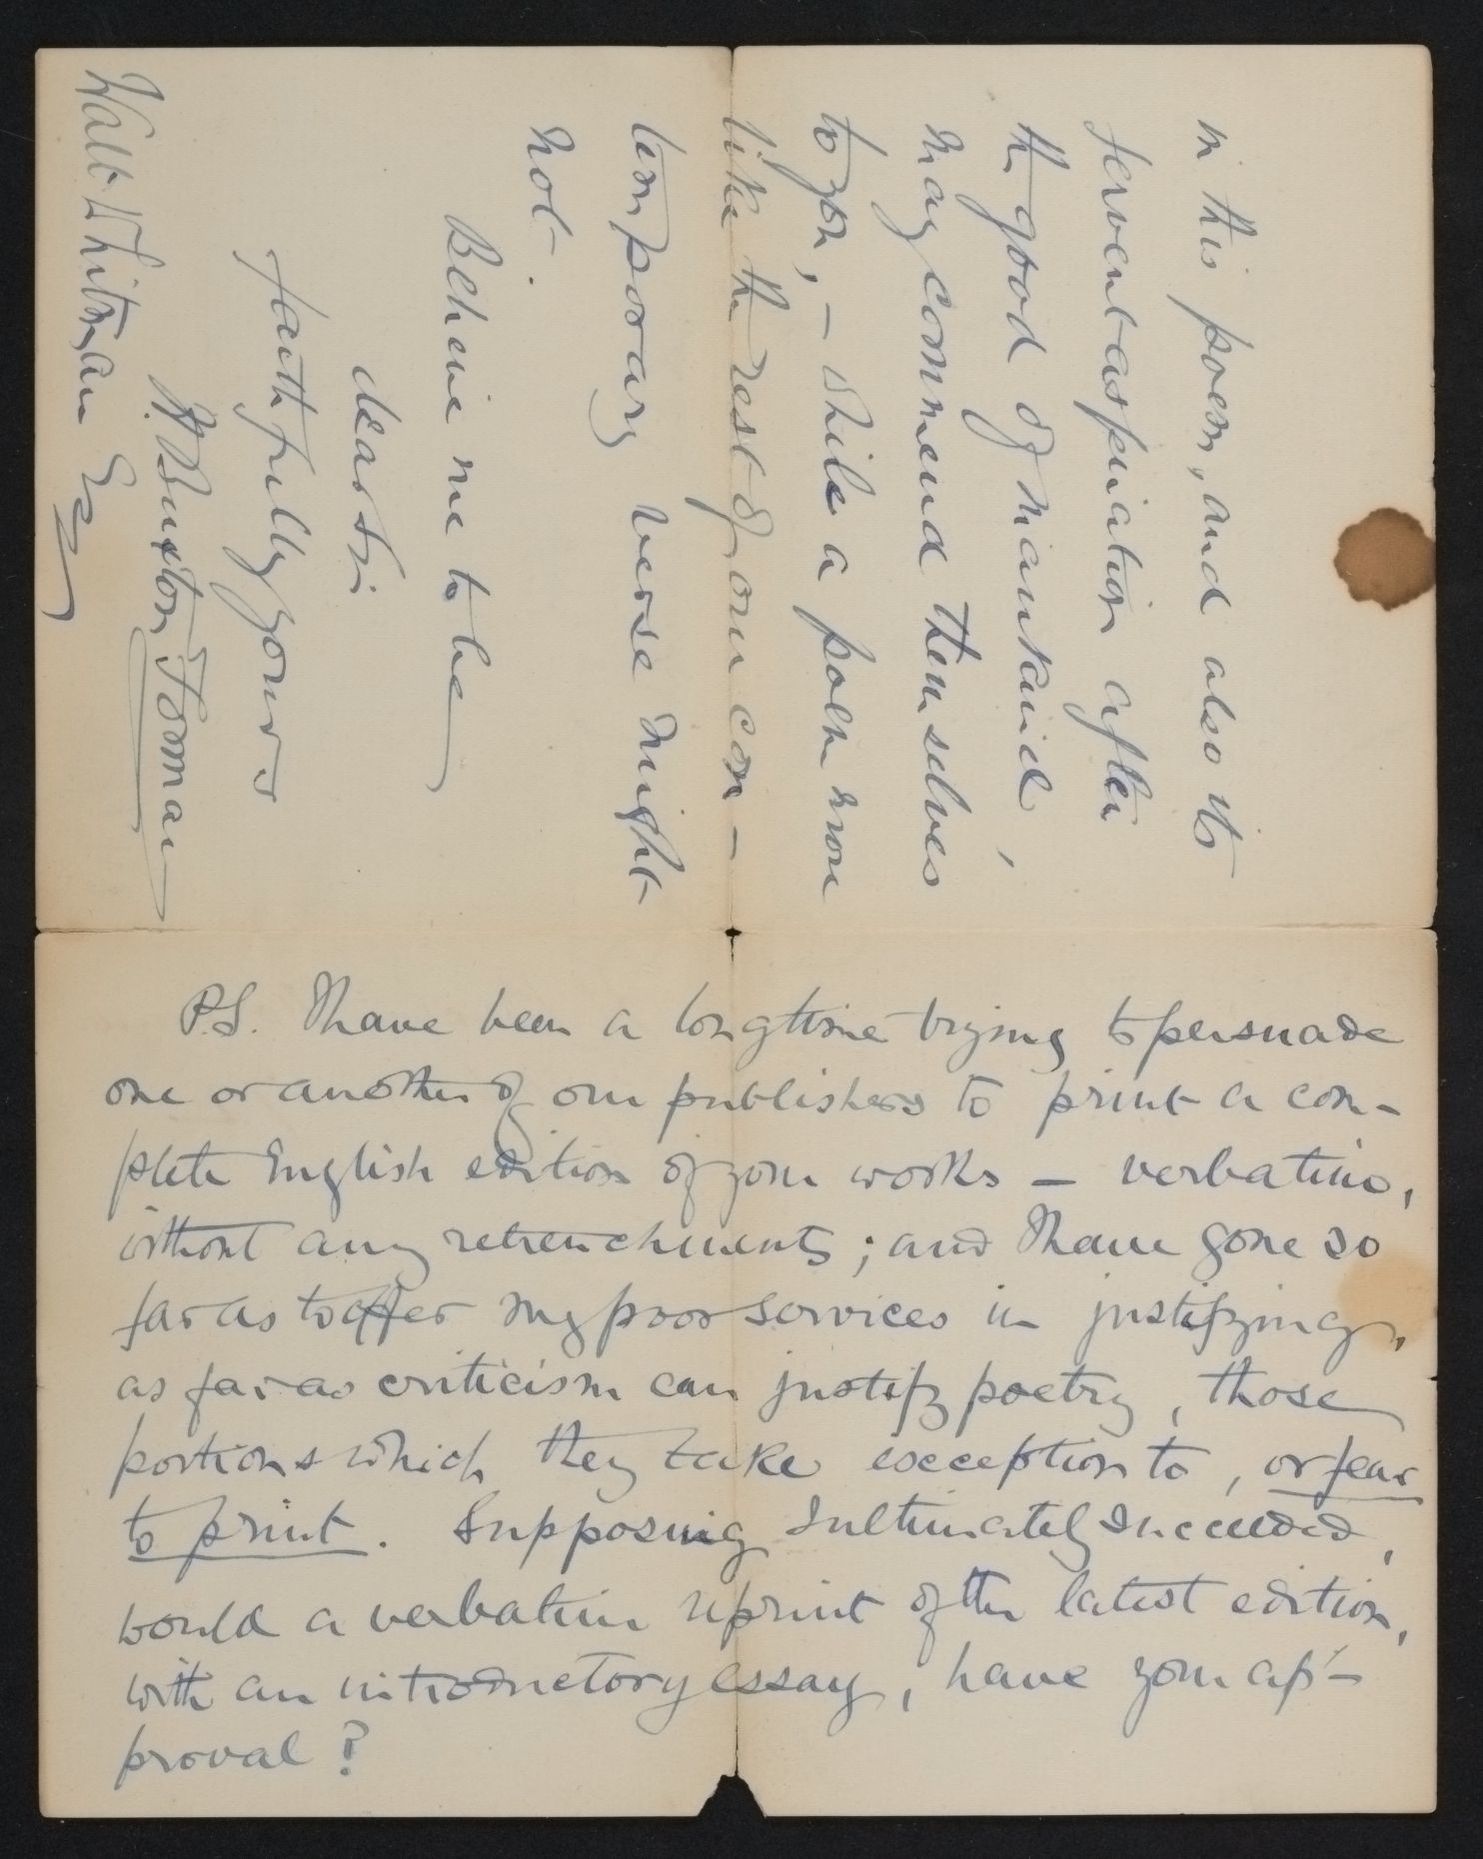 in this poem, and also its
fervent aspiration after
the good of mankind,
may commend themselves
to you, – while a poem more
like the rest of our con-
temporary verse might
not.
Believe me to be
dear Sir
faithfully yours
H Buxton Forman
Walt Whitman Esq
P.S. I have been a long time trying to persuade
one or another of our publishers to print a com-
plete English edition of your works – verbatim,
without any retrenchments; and I have gone so
far as to offer my poor services in justifying,
as far as criticism can justify poetry, those
portions which they take exception to, or fear
to print. Supposing I ultimately succeeded,
would a verbatim reprint of the latest edition,
with an introductory essay, have your ap-
proval?